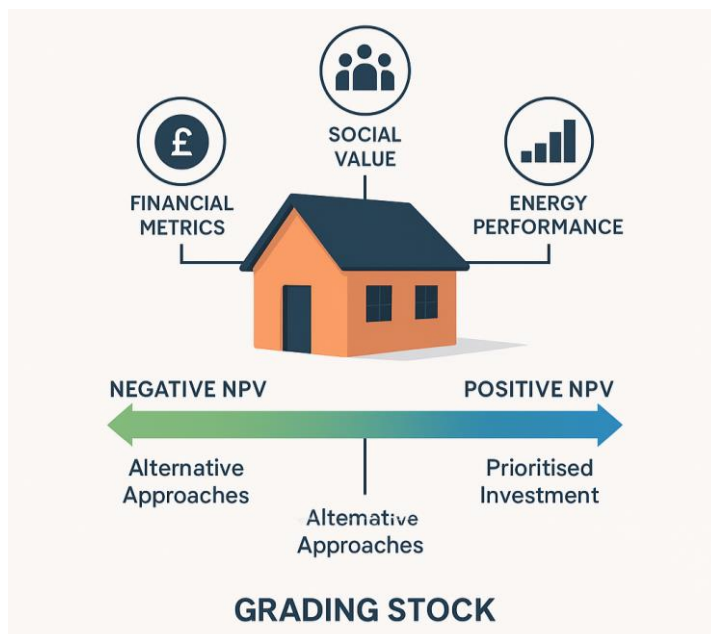 £
SOCIAL
VALUE
FINANCIAL
METRICS
ENERGY
PERFORMANCE
NEGATIVE NPV
POSITIVE NPV
Alternative
Approaches
Prioritised
Investment
Altemative
Approaches
GRADING STOCK